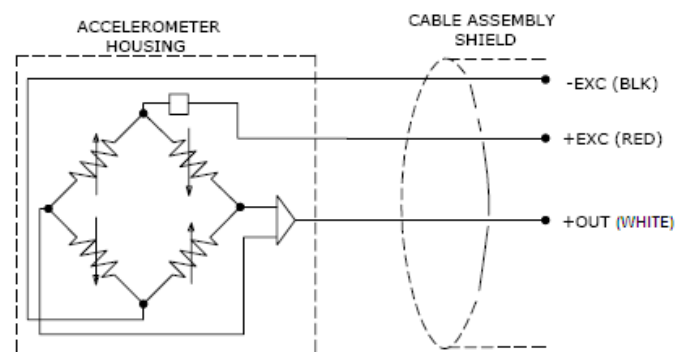 ACCELEROMETER
HOUSING
CABLE ASSEMBLY
SHIELD
-EXC (BLK)
+EXC (RED)
+OUT (WHITE)